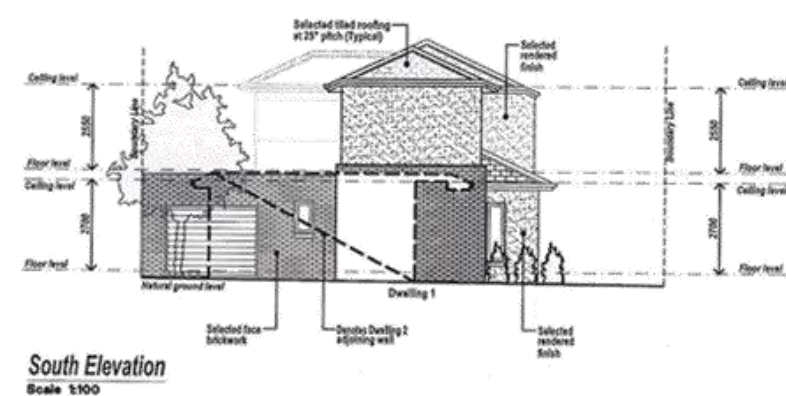 Selected tiled roofing
at 25° pitch (Typical)
Selected
rendered
finish
Ceiling level
Ceiling level
2550
Boundary Line
Boundary Line
2550
Floor level
Floor level
Ceiling level
Ceiling level
2700
2700
Floor level
Floor level
Natural ground level
Dwelling 1
Selected face
brickwork
Denotes Dwelling 2
adjoining wall
Selected
rendered
finish
South Elevation
Scale 1:100